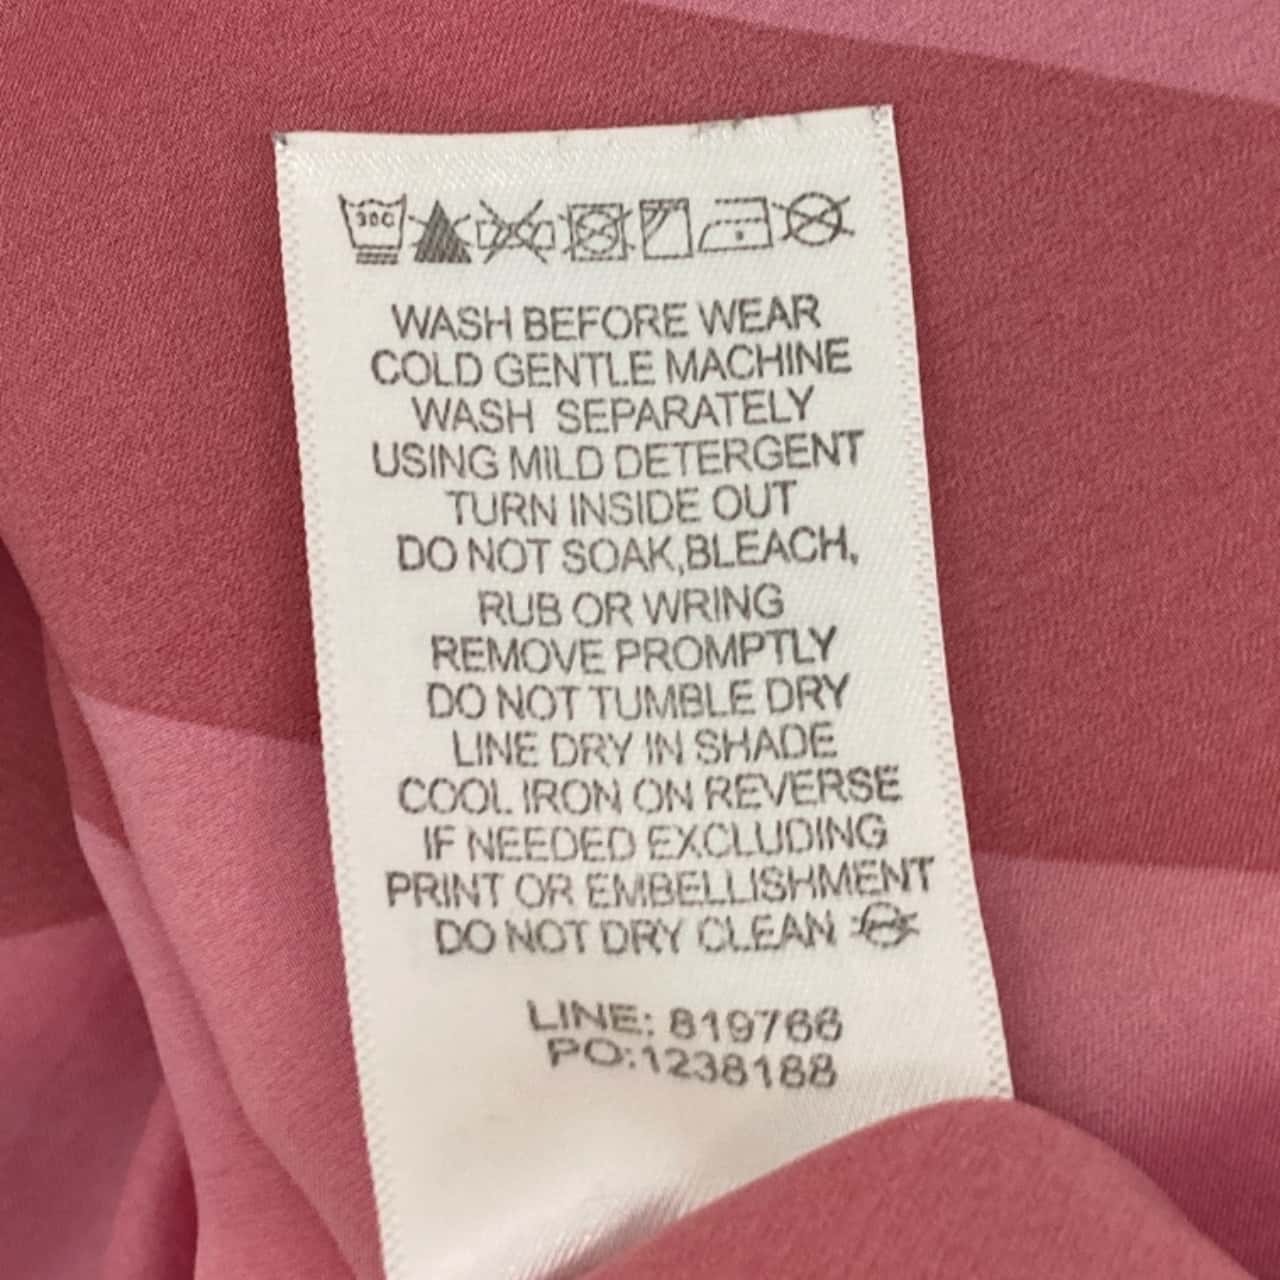 30C
WASH BEFORE WEAR
COLD GENTLE MACHINE
WASH SEPARATELY
USING MILD DETERGENT
TURN INSIDE OUT
DO NOT SOAK,BLEACH,
RUB OR WRING
REMOVE PROMPTLY
DO NOT TUMBLE DRY
LINE DRY IN SHADE
COOL IRON ON REVERSE
IF NEEDED EXCLUDING
PRINT OR EMBELLISHMENT
DO NOT DRY CLEAN
LINE: 819766
PO:1238188